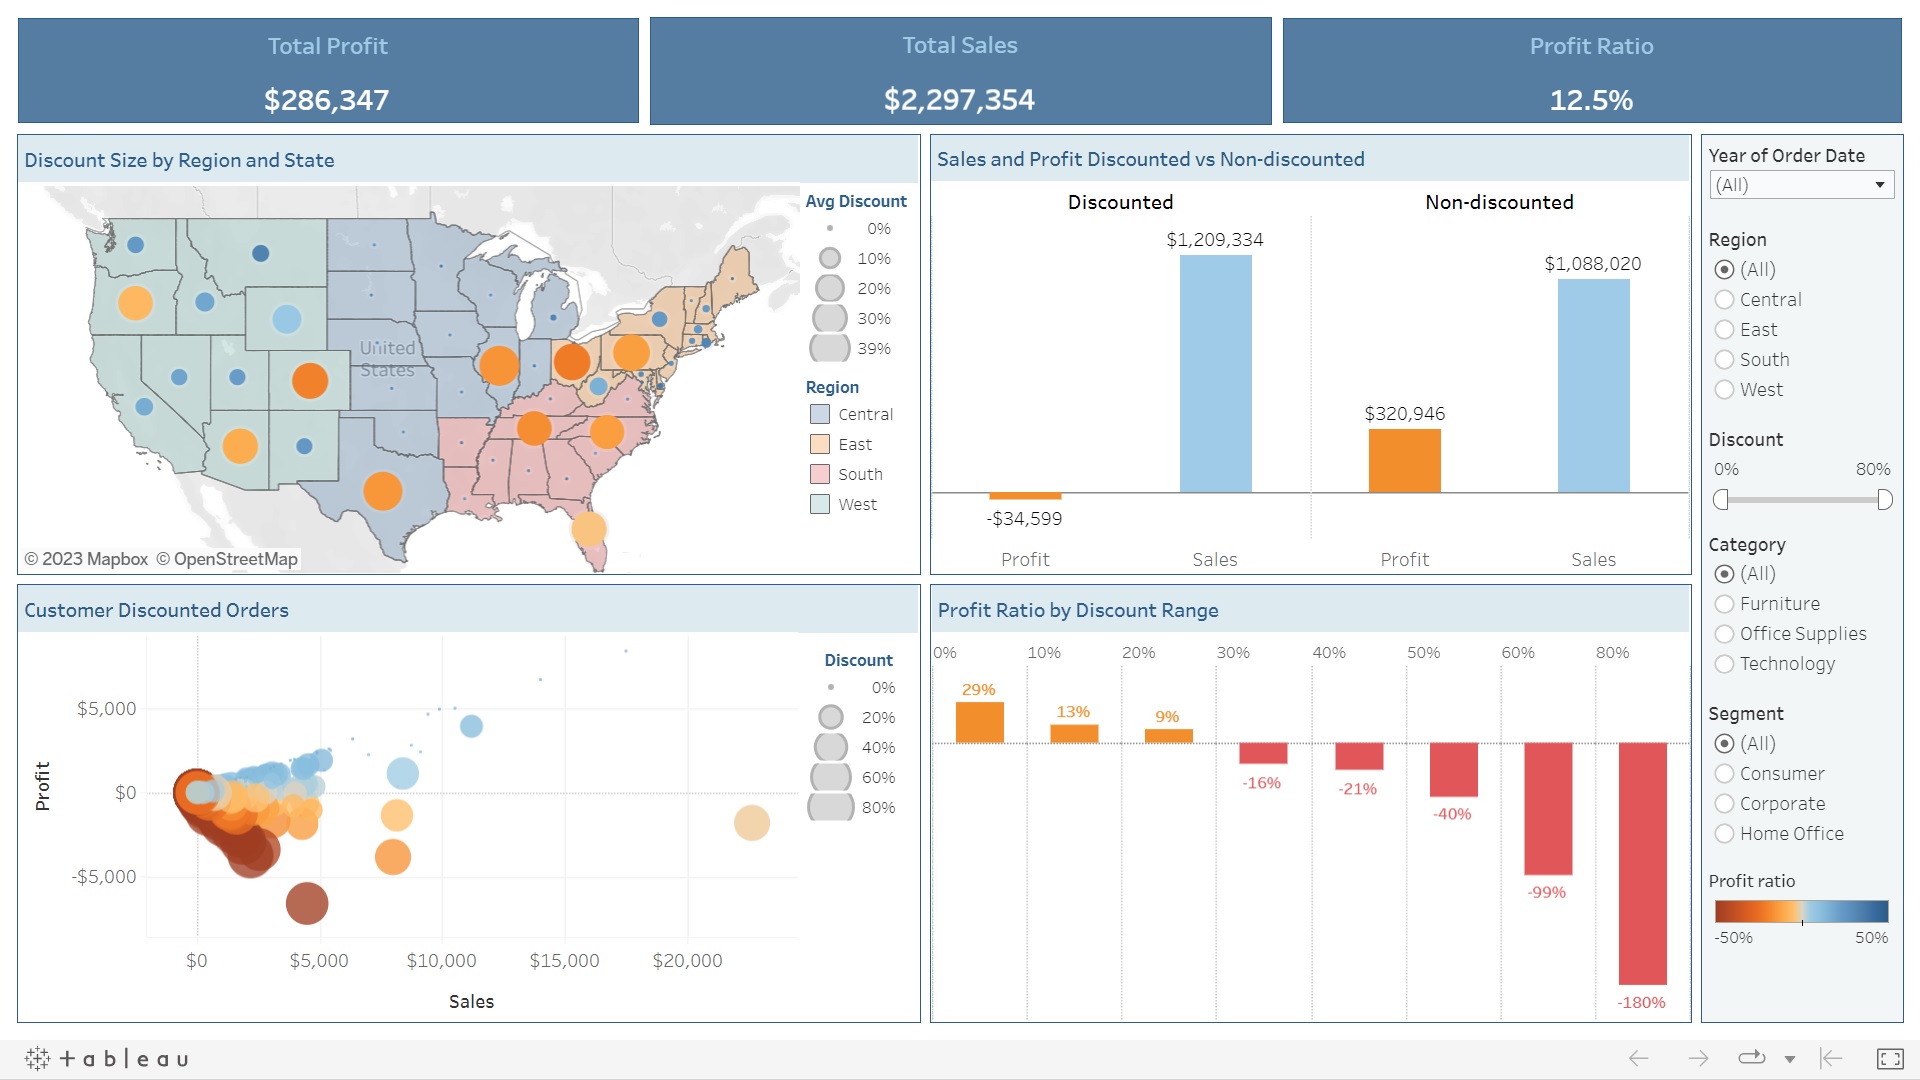 Total Profit
$286,347
Total Sales
$2,297,354
Profit Ratio
12.5%
Discount Size by Region and State
United
States
© 2023 Mapbox © OpenStreetMap
Avg Discount
0%
10%
20%
30%
39%
Region
Central
East
South
West
Sales and Profit Discounted vs Non-discounted
Discounted
Non-discounted
$1,209,334
$1,088,020
$320,946
-$34,599
Profit
Sales
Profit
Sales
Customer Discounted Orders
Profit
$5,000
$0
-$5,000
$0
$5,000
$10,000
$15,000
$20,000
Sales
Discount
0%
20%
40%
60%
80%
Profit Ratio by Discount Range
0%
10%
20%
30%
40%
50%
60%
80%
29%
13%
9%
-16%
-21%
-40%
-99%
-180%
Year of Order Date
(All)
Region
(All)
Central
East
South
West
Discount
0%
80%
Category
(All)
Furniture
Office Supplies
Technology
Segment
(All)
Consumer
Corporate
Home Office
Profit ratio
-50%
50%
+ a b | e a u